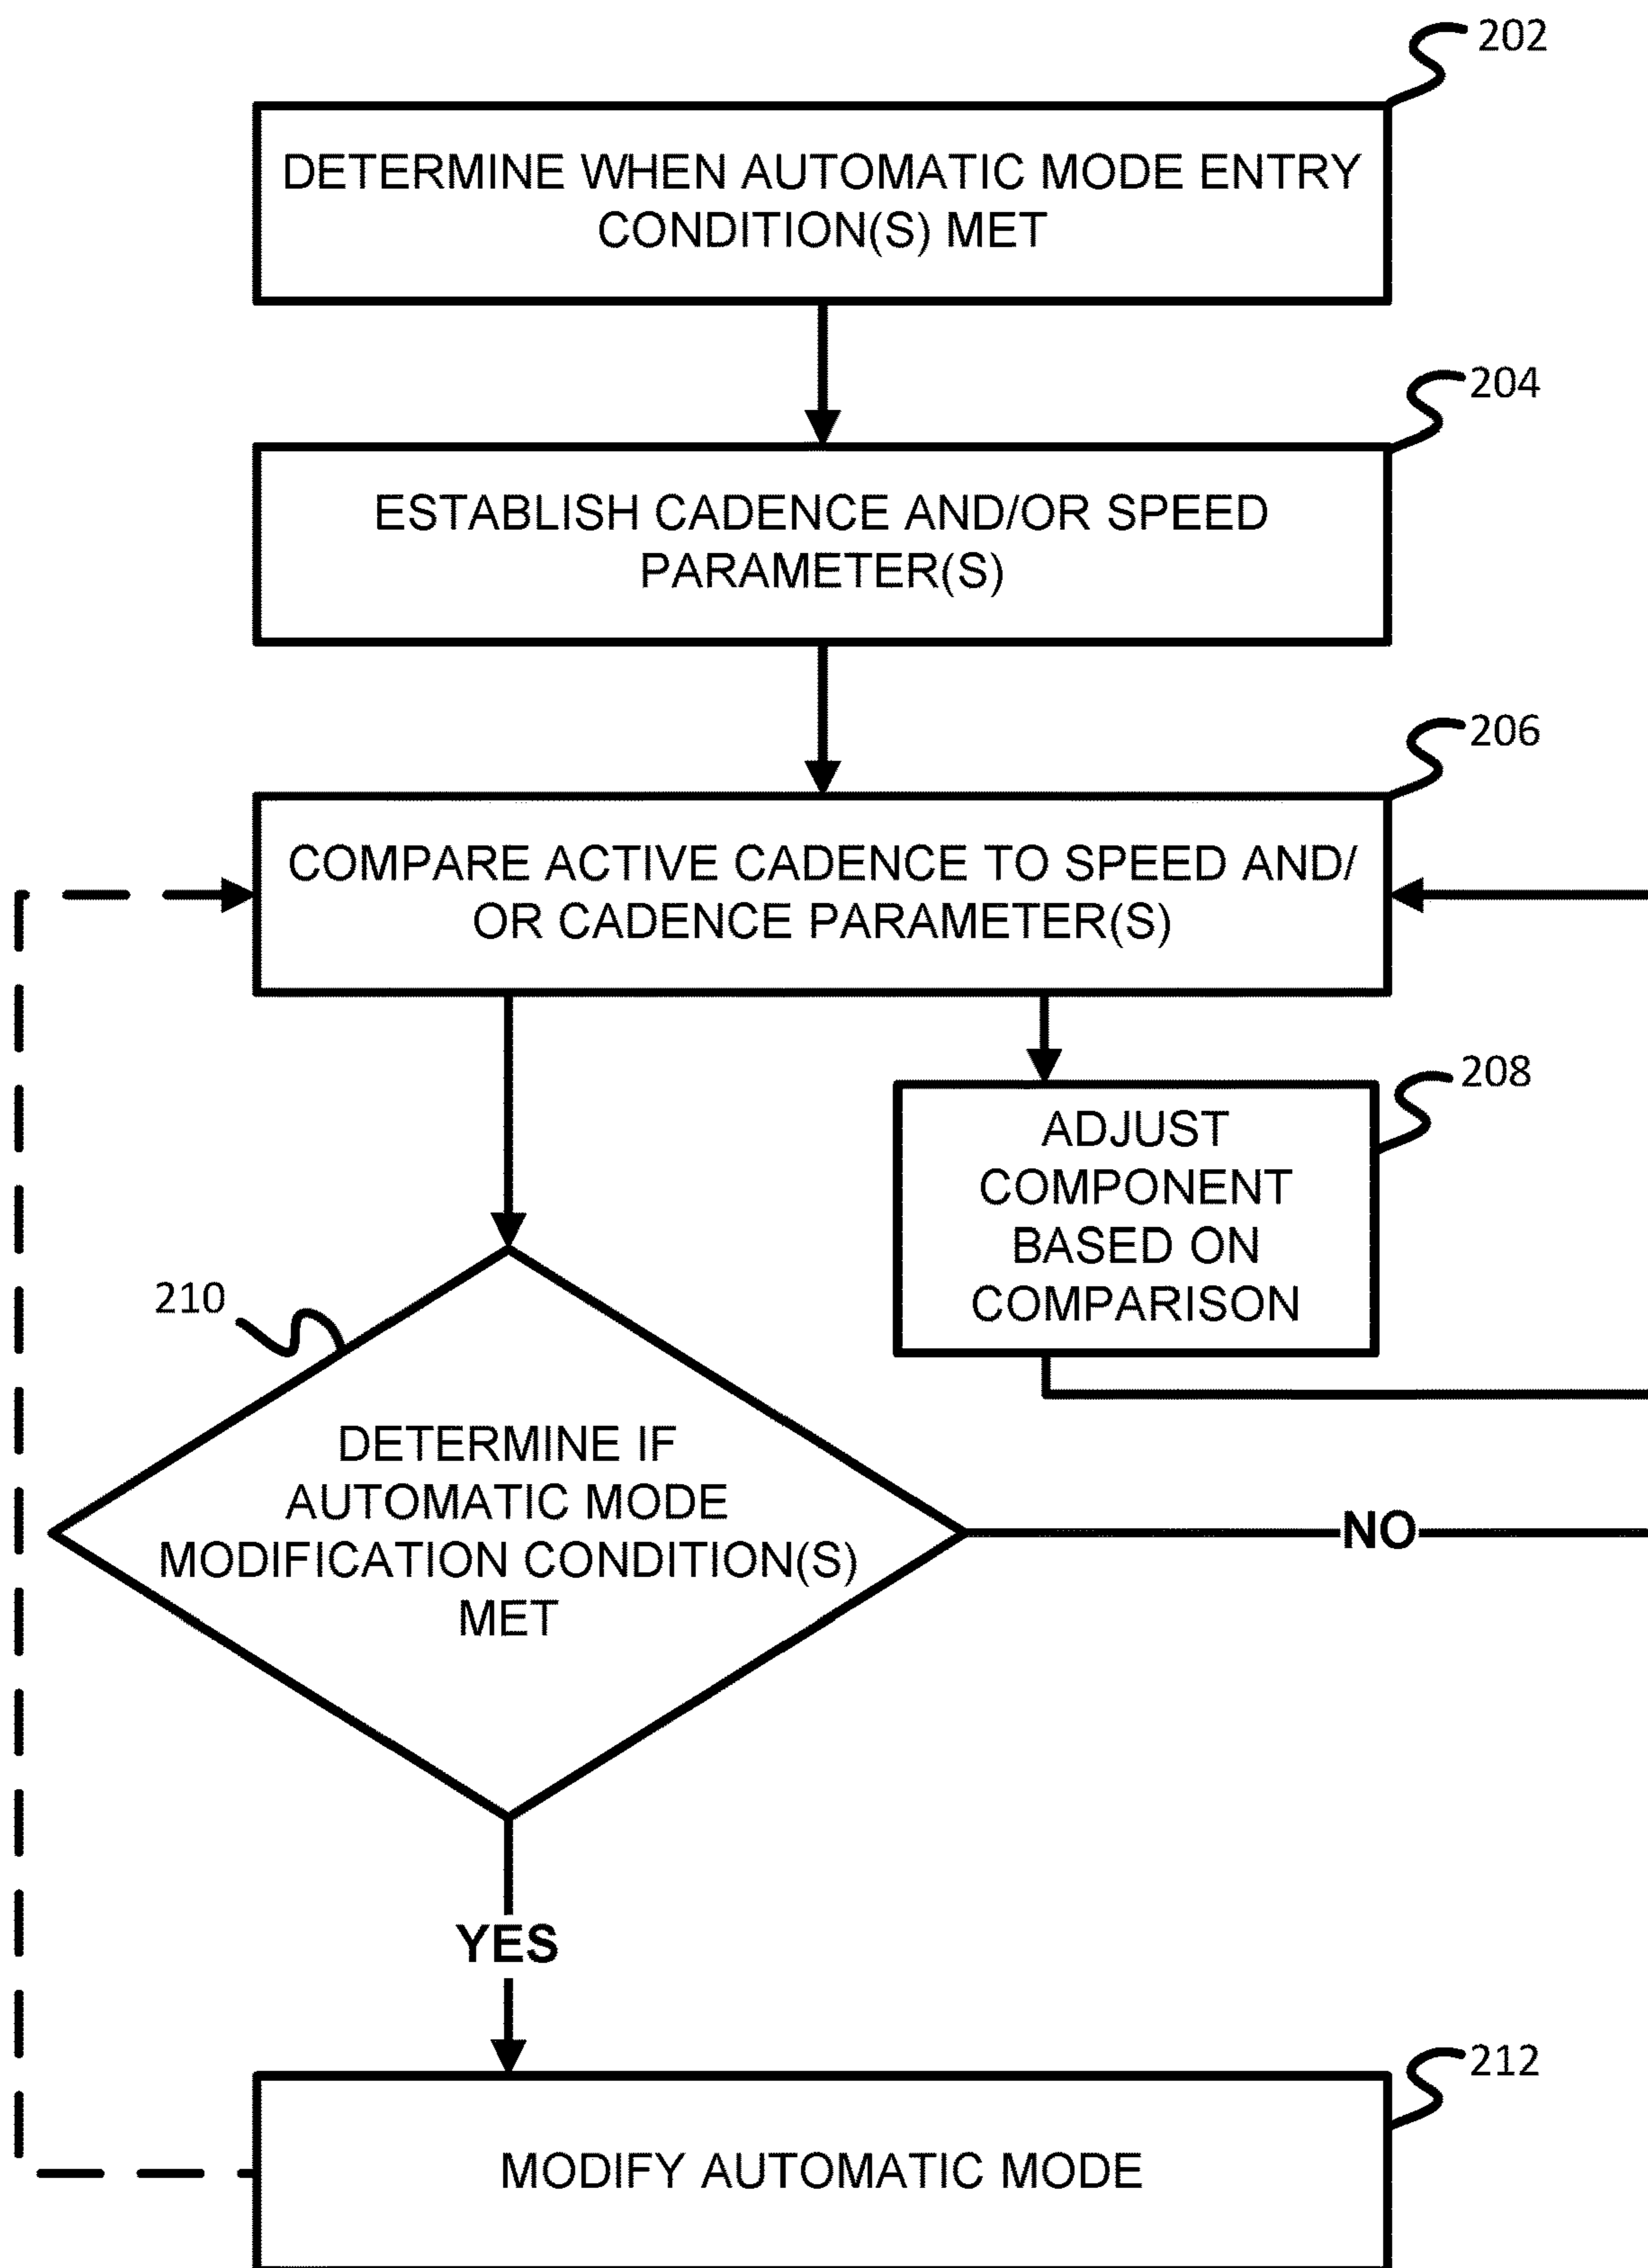 202
DETERMINE WHEN AUTOMATIC MODE ENTRY
CONDITION(S) MET
204
ESTABLISH CADENCE AND/OR SPEED
PARAMETER(S)
206
COMPARE ACTIVE CADENCE TO SPEED AND/
OR CADENCE PARAMETER(S)
208
ADJUST
COMPONENT
BASED ON
COMPARISON
210
DETERMINE IF
AUTOMATIC MODE
MODIFICATION CONDITION(S)
MET
NO
YES
212
MODIFY AUTOMATIC MODE